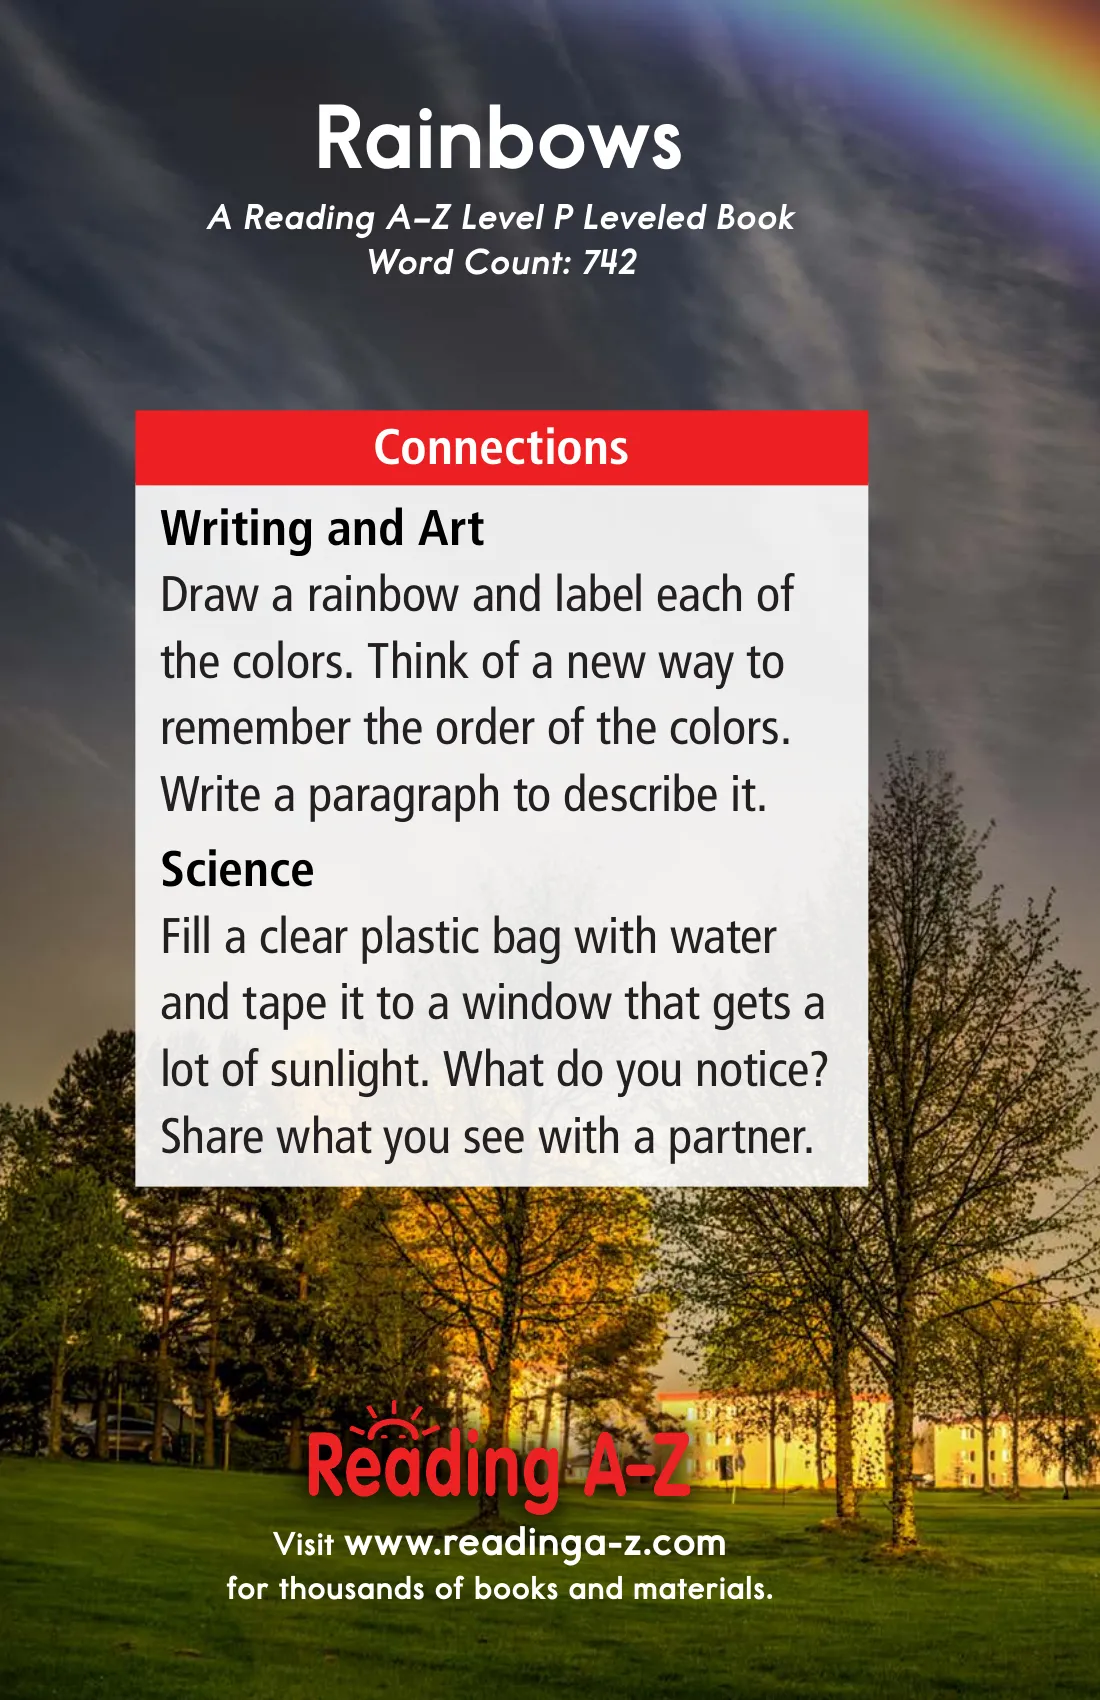 Rainbows
A Reading A–Z Level P Leveled Book
Word Count: 742
Connections
Writing and Art
Draw a rainbow and label each of
the colors. Think of a new way to
remember the order of the colors.
Write a paragraph to describe it.
Science
Fill a clear plastic bag with water
and tape it to a window that gets a
lot of sunlight. What do you notice?
Share what you see with a partner.
Reading A-Z
Visit www.readinga-z.com
for thousands of books and materials.